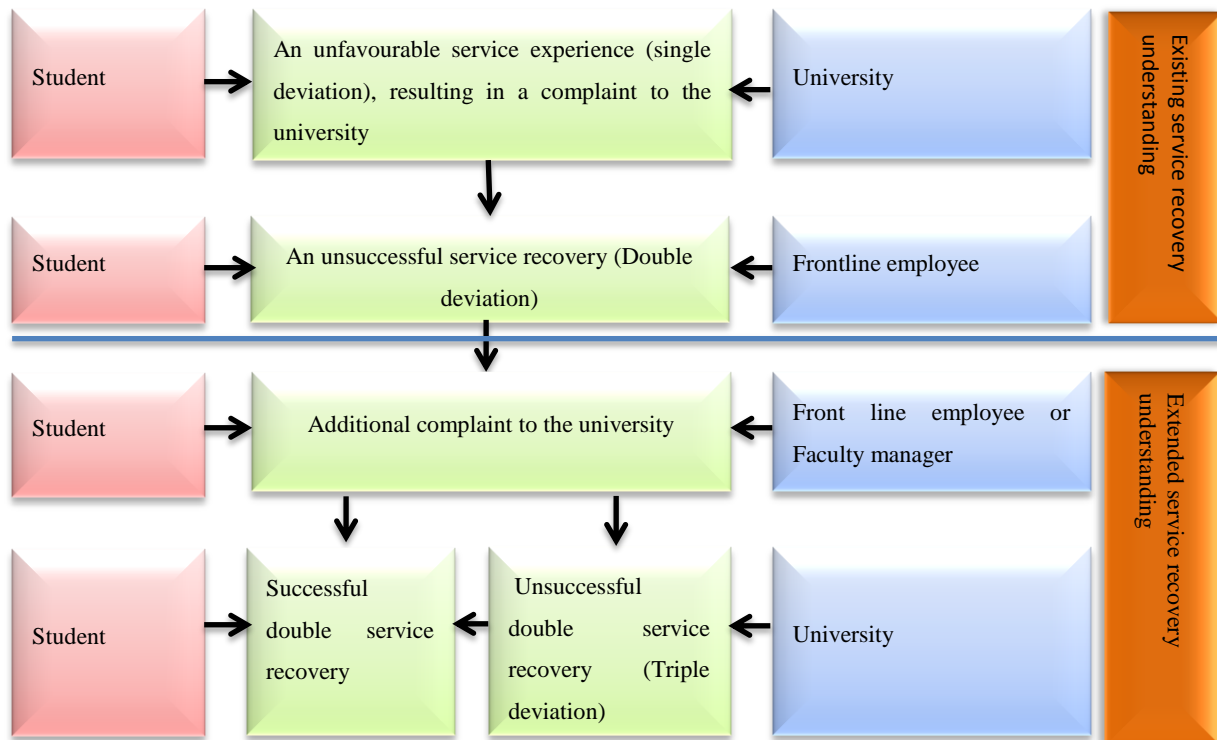 Student
An unfavourable service experience (single
deviation), resulting in a complaint to the
university
University
Existing service recovery
understanding
Student
An unsuccessful service recovery (Double
deviation)
Frontline employee
Student
Additional complaint to the university
Front line employee or
Faculty manager
Extended service recovery
understanding
Student
Successful
double service
recovery
Unsuccessful
double service
recovery (Triple
deviation)
University